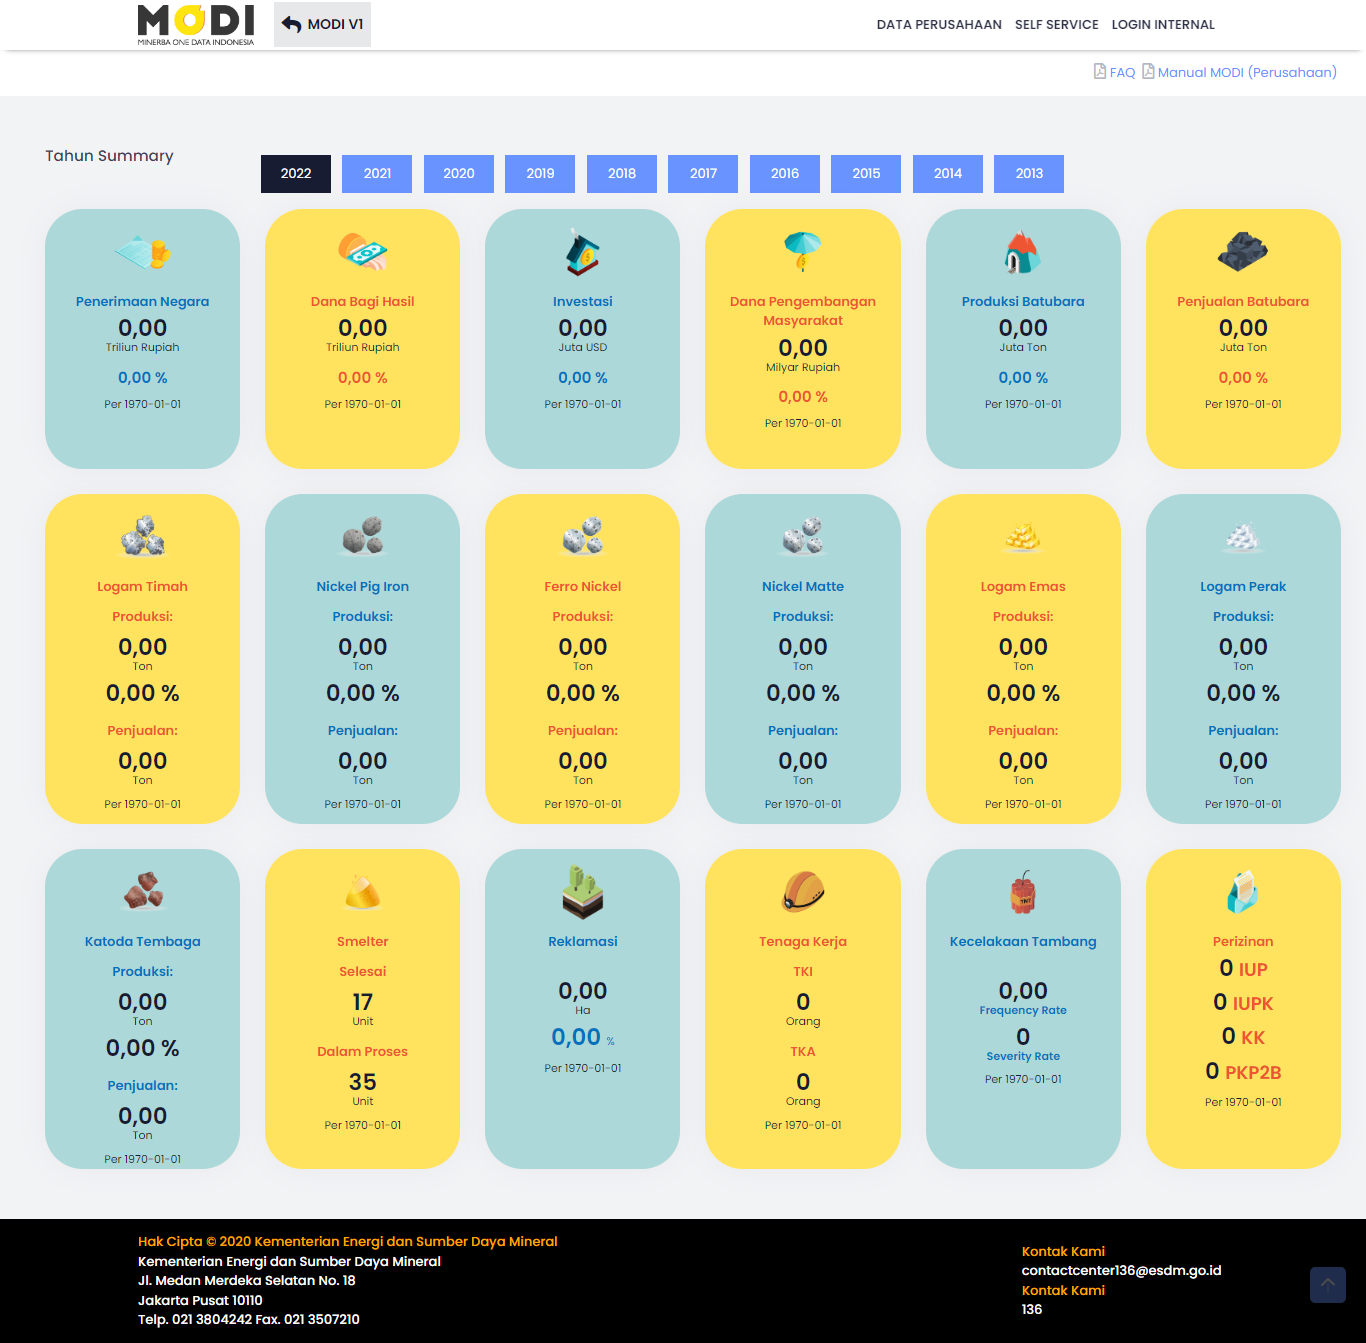 MODI
MINERBA ONE DATA INDONESIA
MODI V1
DATA PERUSAHAAN SELF SERVICE LOGIN INTERNAL
FAQ Manual MODI (Perusahaan)
Tahun Summary
2022 2021 2020 2019 2018 2017 2016 2015 2014 2013
Penerimaan Negara
0,00
Triliun Rupiah
0,00 %
Per 1970-01-01
Dana Bagi Hasil
0,00
Triliun Rupiah
0,00 %
Per 1970-01-01
Investasi
0,00
Juta USD
0,00 %
Per 1970-01-01
Dana Pengembangan
Masyarakat
0,00
Milyar Rupiah
0,00 %
Per 1970-01-01
Produksi Batubara
0,00
Juta Ton
0,00 %
Per 1970-01-01
Penjualan Batubara
0,00
Juta Ton
0,00 %
Per 1970-01-01
Logam Timah
Produksi:
0,00
Ton
0,00 %
Penjualan:
0,00
Ton
Per 1970-01-01
Nickel Pig Iron
Produksi:
0,00
Ton
0,00 %
Penjualan:
0,00
Ton
Per 1970-01-01
Ferro Nickel
Produksi:
0,00
Ton
0,00 %
Penjualan:
0,00
Ton
Per 1970-01-01
Nickel Matte
Produksi:
0,00
Ton
0,00 %
Penjualan:
0,00
Ton
Per 1970-01-01
Logam Emas
Produksi:
0,00
Ton
0,00 %
Penjualan:
0,00
Ton
Per 1970-01-01
Logam Perak
Produksi:
0,00
Ton
0,00 %
Penjualan:
0,00
Ton
Per 1970-01-01
Katoda Tembaga
Produksi:
0,00
Ton
0,00 %
Penjualan:
0,00
Ton
Per 1970-01-01
Smelter
Selesai
17
Unit
Dalam Proses
35
Unit
Per 1970-01-01
Reklamasi
0,00
Ha
0,00 %
Per 1970-01-01
Tenaga Kerja
TKI
0
Orang
TKA
0
Orang
Per 1970-01-01
TNT
Kecelakaan Tambang
0,00
Frequency Rate
0
Severity Rate
Per 1970-01-01
Perizinan
0 IUP
0 IUPK
0 KK
0 PKP2B
Per 1970-01-01
Hak Cipta © 2020 Kementerian Energi dan Sumber Daya Mineral
Kementerian Energi dan Sumber Daya Mineral
Jl. Medan Merdeka Selatan No. 18
Jakarta Pusat 10110
Telp. 021 3804242 Fax. 021 3507210
Kontak Kami
contactcenter136@esdm.go.id
Kontak Kami
136